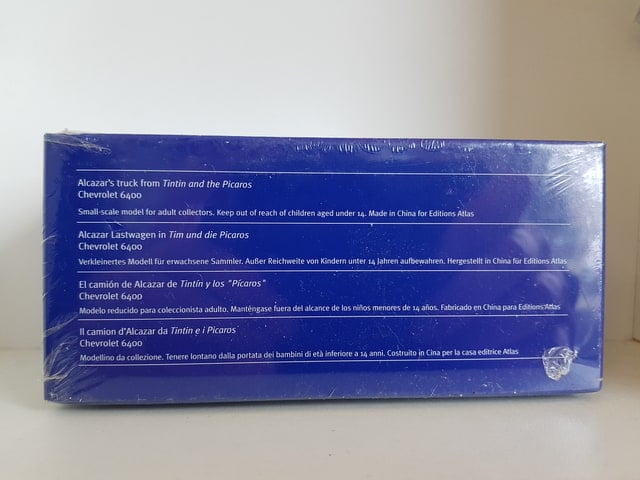 Alcazar's truck from Tintin and the Picaros
Chevrolet 6400
Small-scale model for adult collectors. Keep out of reach of children aged under 14. Made in China for Editions Atlas
Alcazar Lastwagen in Tim und die Picaros
Chevrolet 6400
Verkleinertes Modell für erwachsene Sammler. Außer Reichweite von Kindern unter 14 Jahren aufbewahren. Hergestellt in China für Editions Atlas
El camión de Alcazar de Tintín y los "Pícaros"
Chevrolet 6400
Modelo reducido para coleccionista adulto. Manténgase fuera del alcance de los niños menores de 14 años. Fabricado en China para Editions Atlas
Il camion d'Alcazar da Tintin e i Picaros
Chevrolet 6400
Modellino da collezione. Tenere lontano dalla portata dei bambini di età inferiore a 14 anni. Costruito in Cina per la casa editrice Atlas